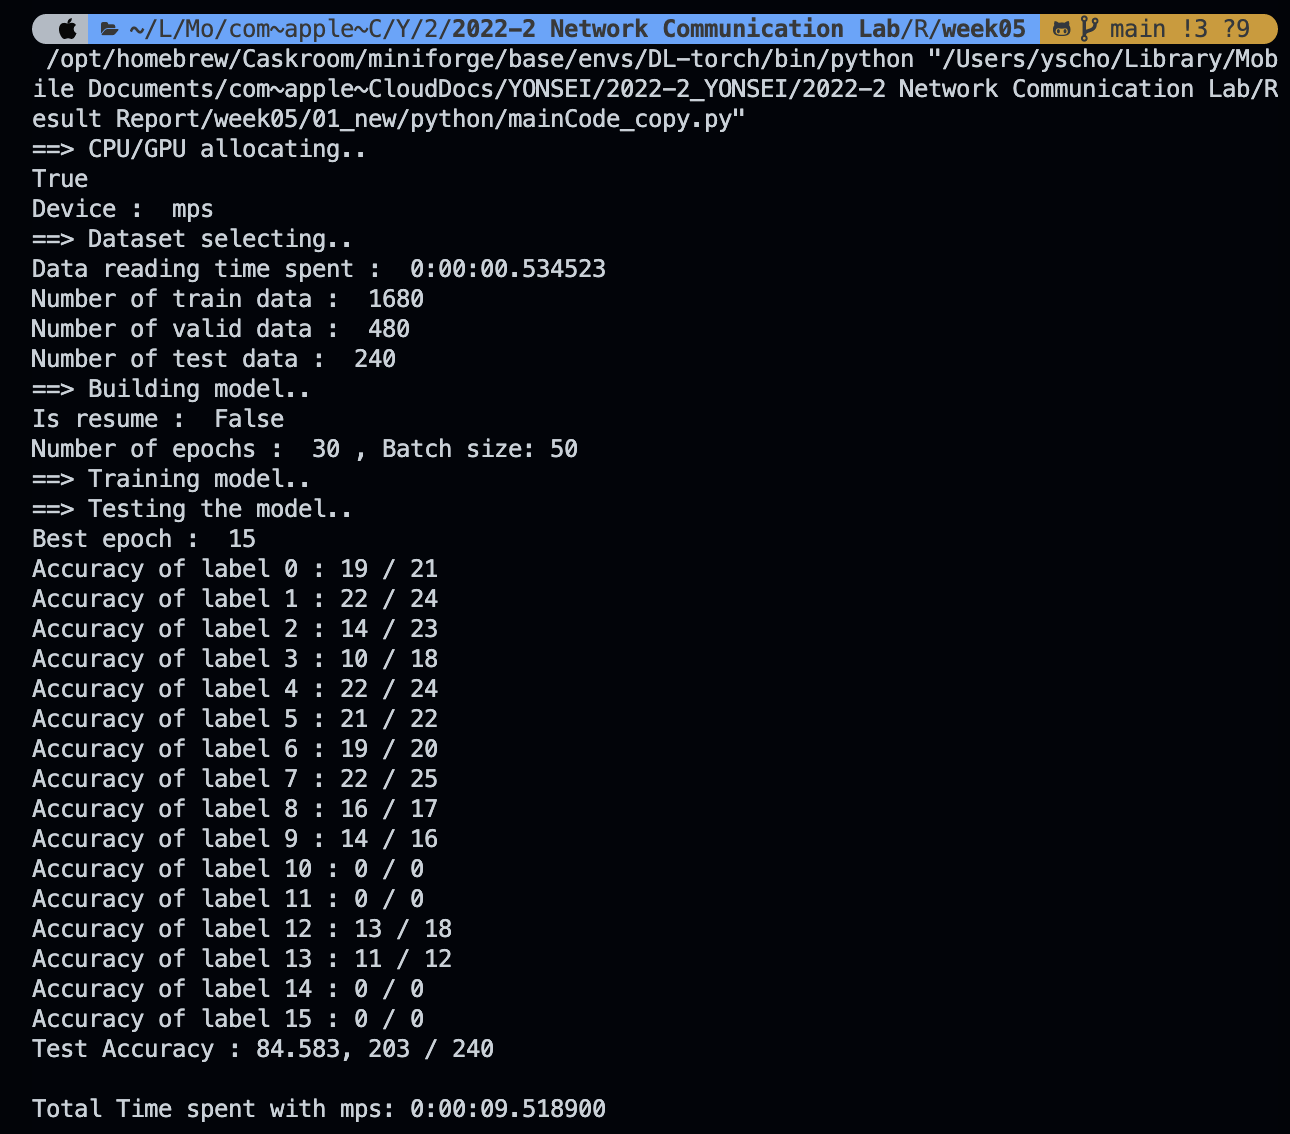 ~/L/Mo/com~apple~C/Y/2/2022-2 Network Communication Lab/R/week05 main !3 ?9
/opt/homebrew/Caskroom/miniforge/base/envs/DL-torch/bin/python "/Users/yscho/Library/Mob
ile Documents/com~apple~CloudDocs/YONSEI/2022-2_YONSEI/2022-2 Network Communication Lab/R
esult Report/week05/01_new/python/mainCode_copy.py"
==> CPU/GPU allocating..
True
Device :  mps
==> Dataset selecting..
Data reading time spent :  0:00:00.534523
Number of train data :  1680
Number of valid data :  480
Number of test data :  240
==> Building model..
Is resume :  False
Number of epochs :  30 , Batch size: 50
==> Training model..
==> Testing the model..
Best epoch :  15
Accuracy of label 0 : 19 / 21
Accuracy of label 1 : 22 / 24
Accuracy of label 2 : 14 / 23
Accuracy of label 3 : 10 / 18
Accuracy of label 4 : 22 / 24
Accuracy of label 5 : 21 / 22
Accuracy of label 6 : 19 / 20
Accuracy of label 7 : 22 / 25
Accuracy of label 8 : 16 / 17
Accuracy of label 9 : 14 / 16
Accuracy of label 10 : 0 / 0
Accuracy of label 11 : 0 / 0
Accuracy of label 12 : 13 / 18
Accuracy of label 13 : 11 / 12
Accuracy of label 14 : 0 / 0
Accuracy of label 15 : 0 / 0
Test Accuracy : 84.583, 203 / 240
Total Time spent with mps: 0:00:09.518900